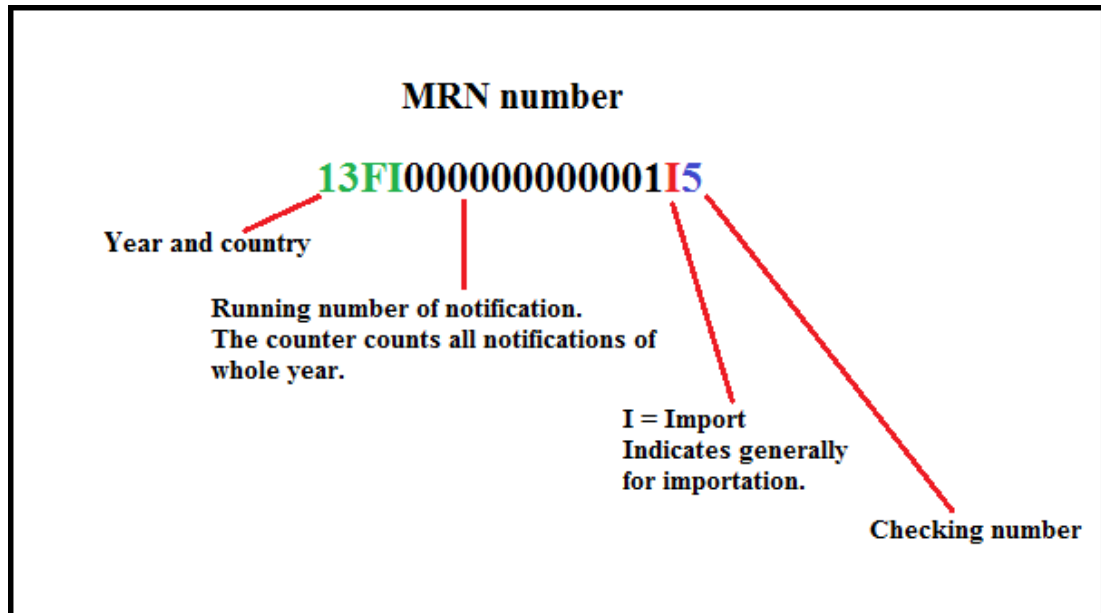 MRN number
13FI000000000001I5
Year and country
Running number of notification.
The counter counts all notifications of
whole year.
I = Import
Indicates generally
for importation.
Checking number